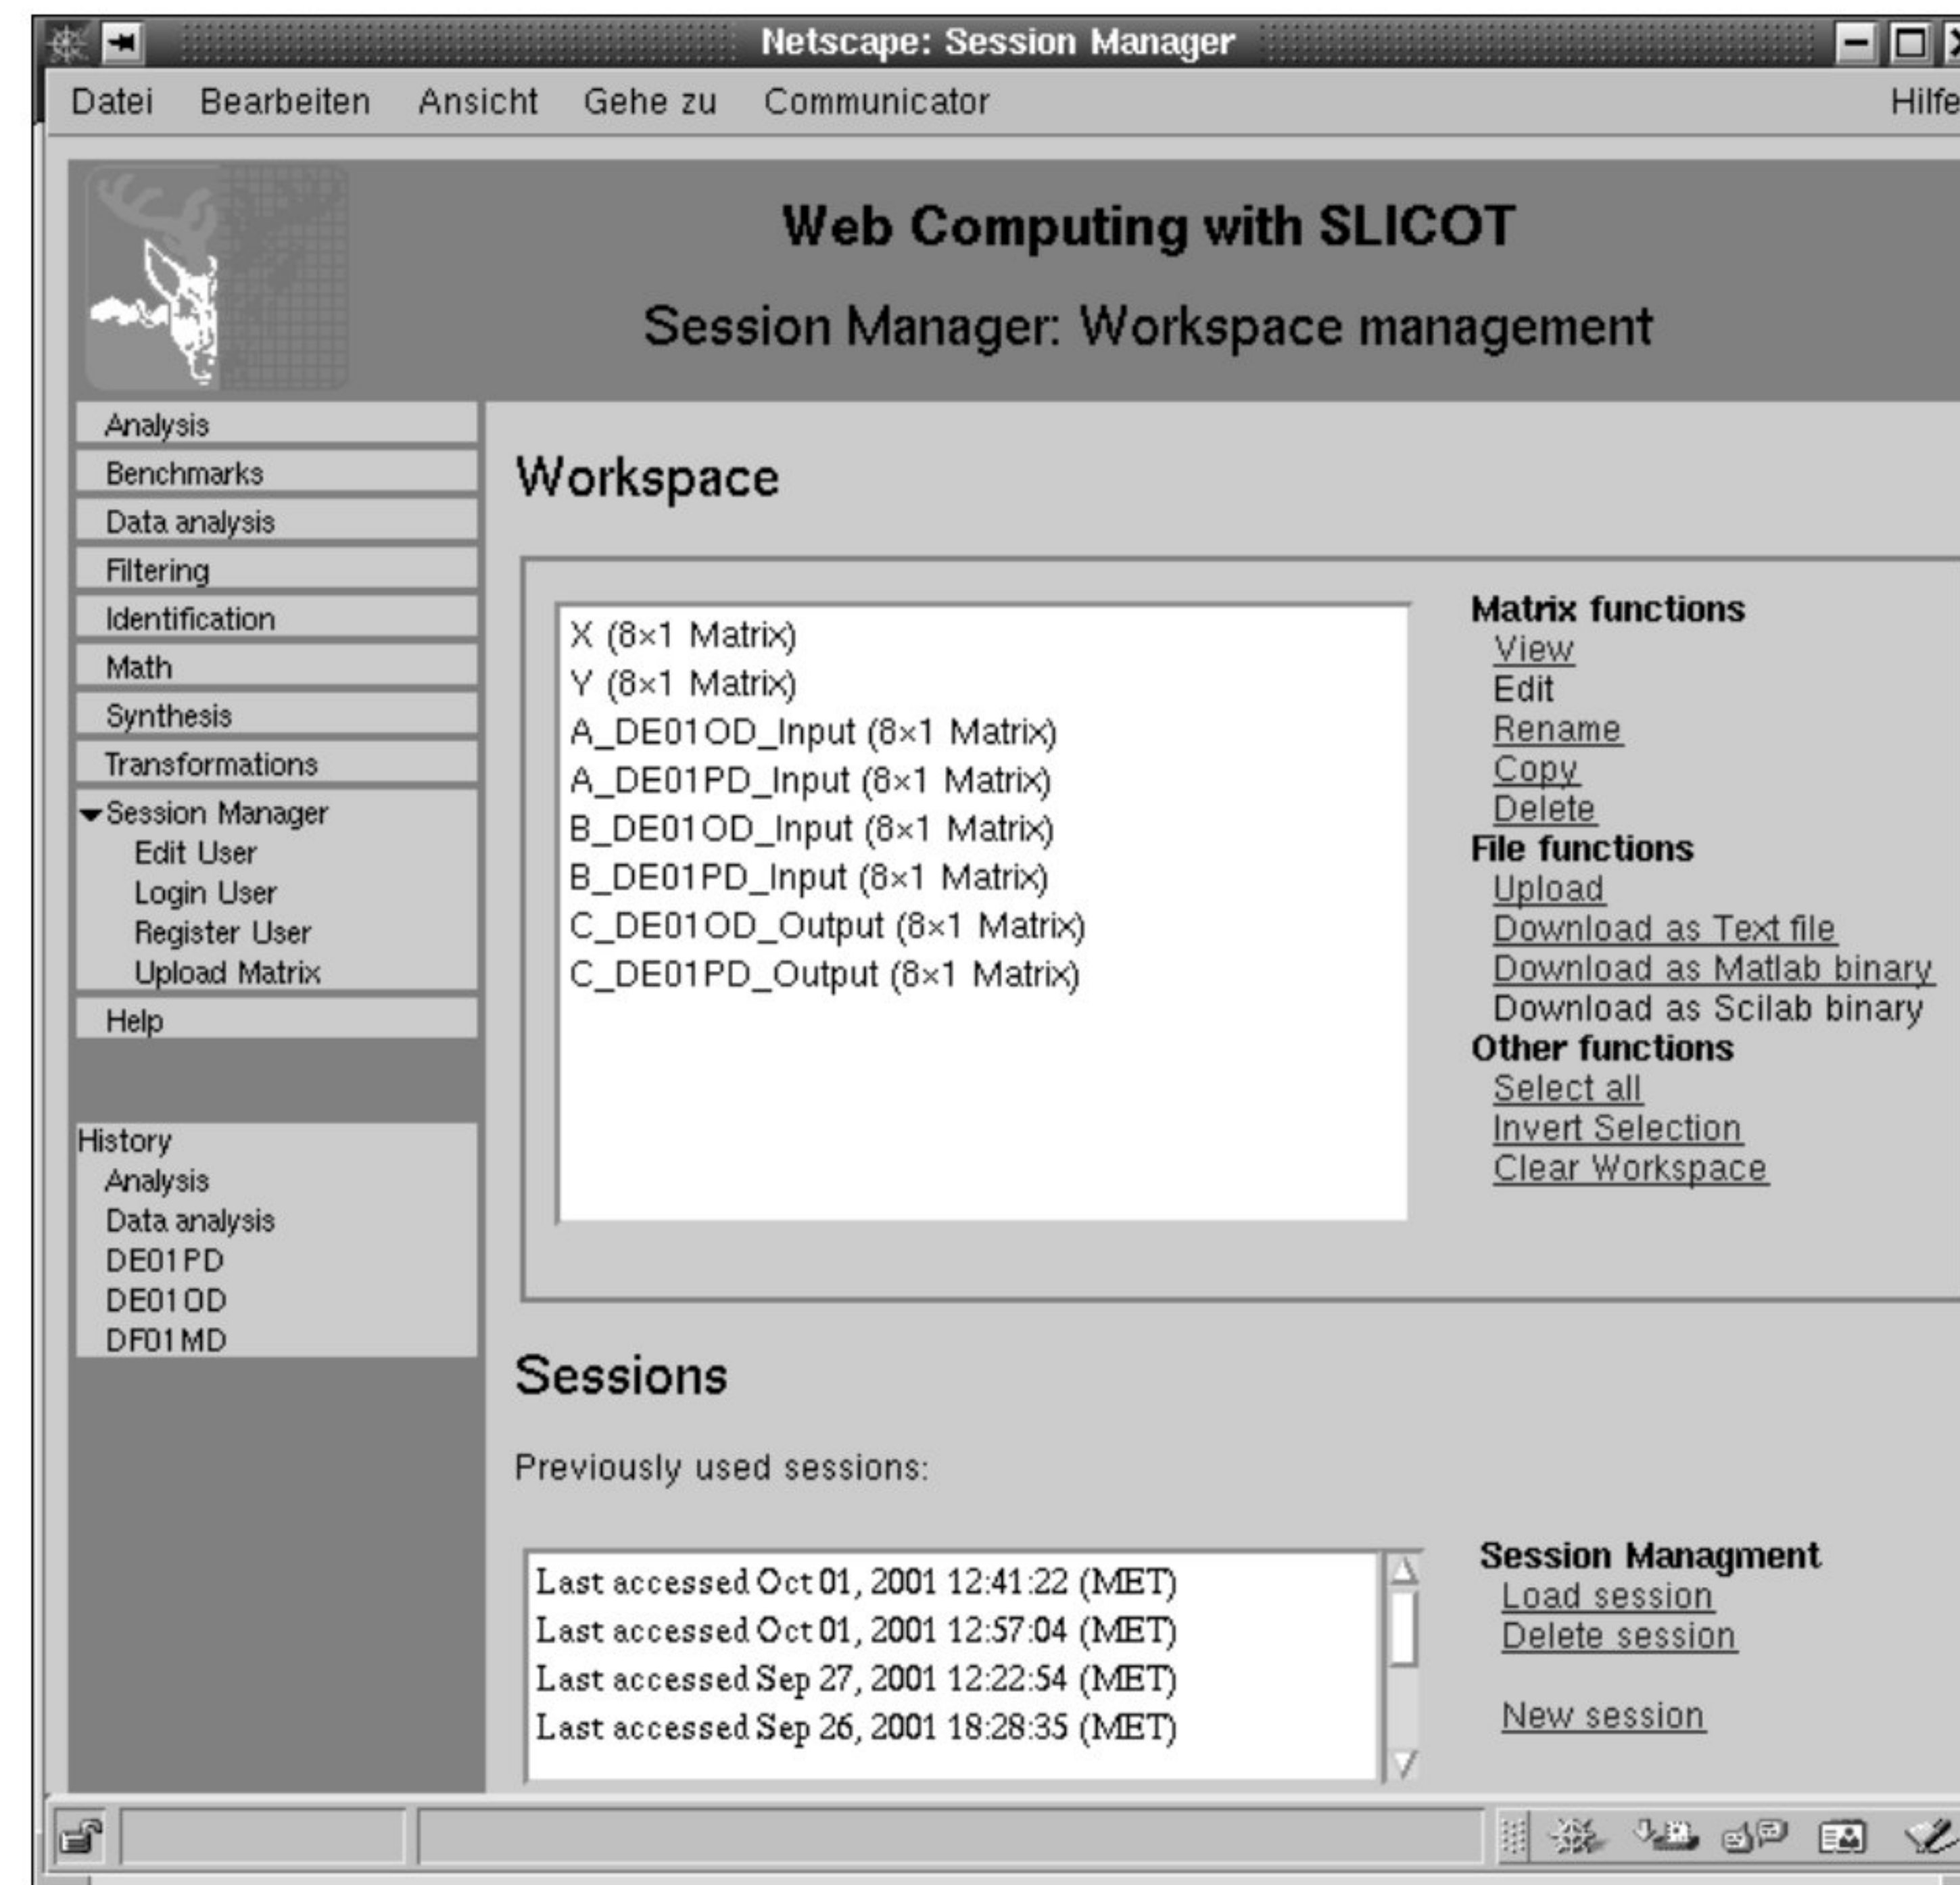 Netscape: Session Manager
Datei Bearbeiten Ansicht Gehe zu Communicator Hilfe
Web Computing with SLICOT
Session Manager: Workspace management
Analysis
Benchmarks
Data analysis
Filtering
Identification
Math
Synthesis
Transformations
Session Manager
Edit User
Login User
Register User
Upload Matrix
Help
History
Analysis
Data analysis
DE01PD
DE01OD
DF01MD
Workspace
X (8×1 Matrix)
Y (8×1 Matrix)
A_DE01OD_Input (8×1 Matrix)
A_DE01PD_Input (8×1 Matrix)
B_DE01OD_Input (8×1 Matrix)
B_DE01PD_Input (8×1 Matrix)
C_DE01OD_Output (8×1 Matrix)
C_DE01PD_Output (8×1 Matrix)
Matrix functions
View
Edit
Rename
Copy
Delete
File functions
Upload
Download as Text file
Download as Matlab binary
Download as Scilab binary
Other functions
Select all
Invert Selection
Clear Workspace
Sessions
Previously used sessions:
Last accessed Oct 01, 2001 12:41:22 (MET)
Last accessed Oct 01, 2001 12:57:04 (MET)
Last accessed Sep 27, 2001 12:22:54 (MET)
Last accessed Sep 26, 2001 18:28:35 (MET)
Session Managment
Load session
Delete session
New session